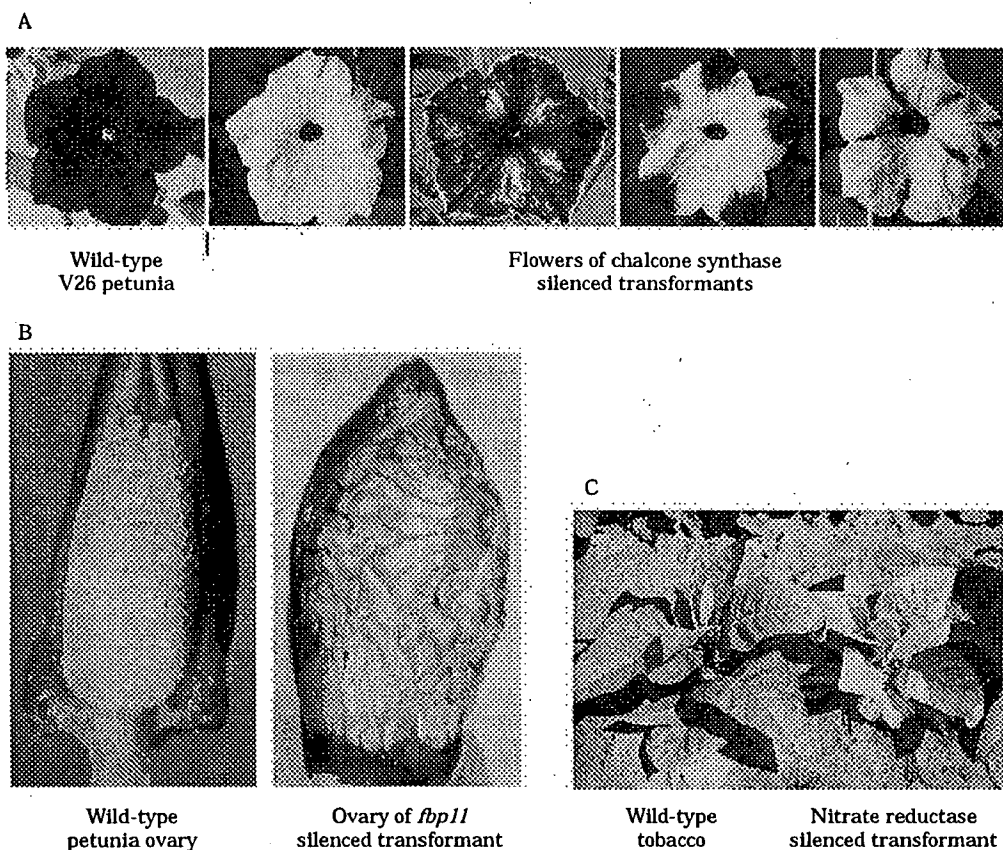 A
Wild-type
V26 petunia
Flowers of chalcone synthase
silenced transformants
B
C
Wild-type
petunia ovary
Ovary of fbp11
silenced transformant
Wild-type
tobacco
Nitrate reductase
silenced transformant